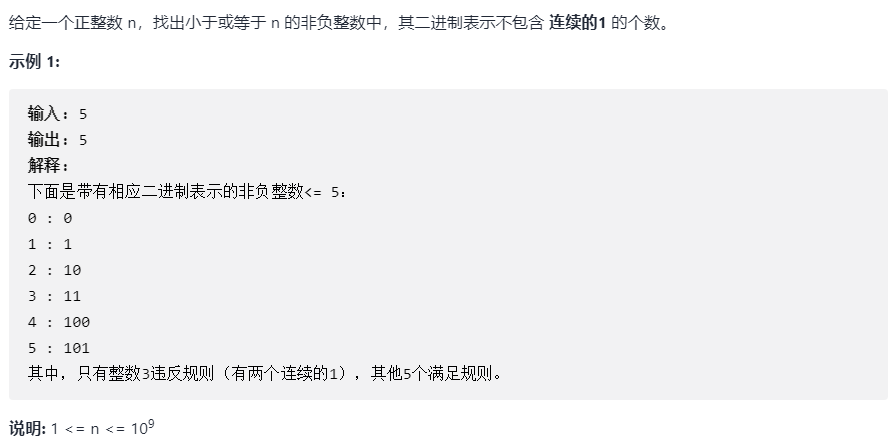 给定一个正整数 n，找出小于或等于 n 的非负整数中，其二进制表示不包含 连续的1 的个数。
示例 1:
输入: 5
输出: 5
解释:
下面是带有相应二进制表示的非负整数<= 5:
0 : 0
1 : 1
2 : 10
3 : 11
4 : 100
5 : 101
其中，只有整数3违反规则（有两个连续的1），其他5个满足规则。
说明: 1 <= n <= 10⁹